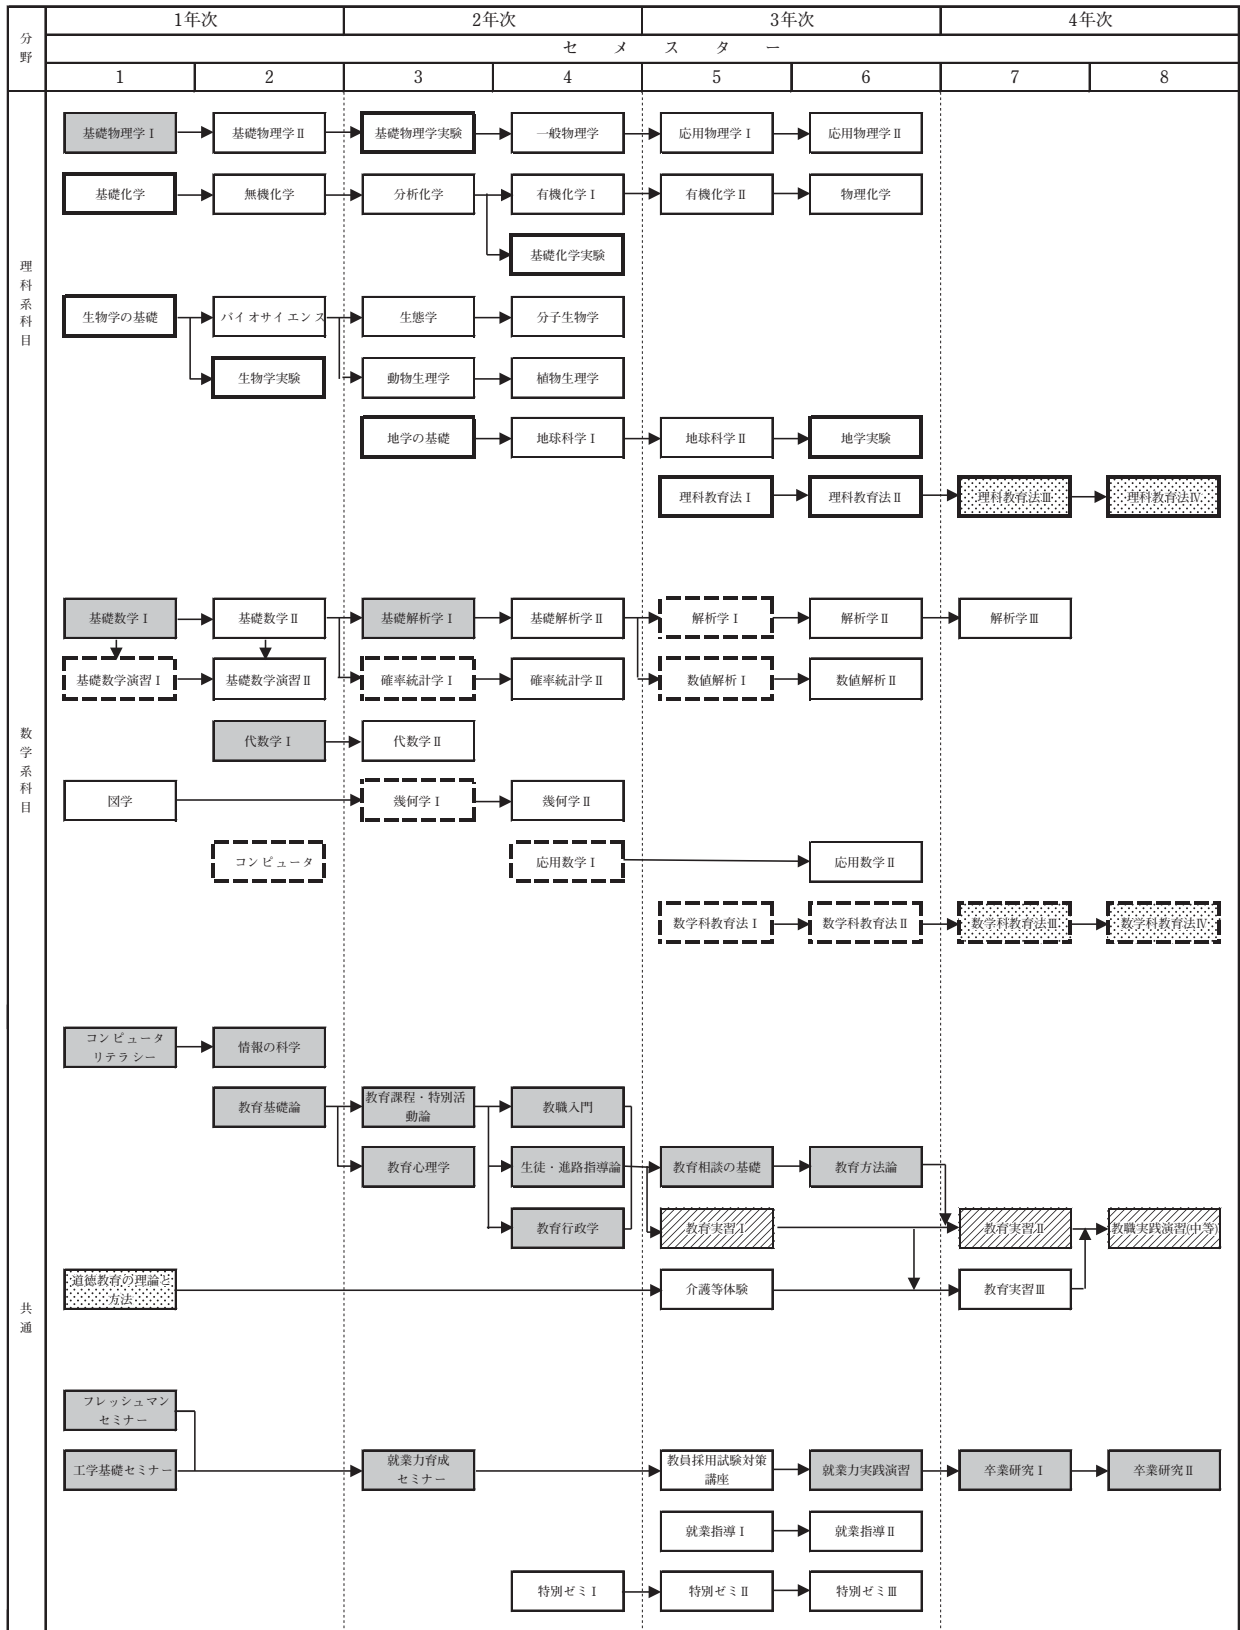 分野
1年次
2年次
3年次
4年次
セメスター
1
2
3
4
5
6
7
8
理科系科目
基礎物理学Ⅰ
基礎物理学Ⅱ
基礎物理学実験
一般物理学
応用物理学Ⅰ
応用物理学Ⅱ
基礎化学
無機化学
分析化学
有機化学Ⅰ
有機化学Ⅱ
物理化学
基礎化学実験
生物学の基礎
バイオサイエンス
生態学
分子生物学
生物学実験
動物生理学
植物生理学
地学の基礎
地球科学Ⅰ
地球科学Ⅱ
地学実験
理科教育法Ⅰ
理科教育法Ⅱ
理科教育法Ⅲ
理科教育法Ⅳ
数学系科目
基礎数学Ⅰ
基礎数学Ⅱ
基礎解析学Ⅰ
基礎解析学Ⅱ
解析学Ⅰ
解析学Ⅱ
解析学Ⅲ
基礎数学演習Ⅰ
基礎数学演習Ⅱ
確率統計学Ⅰ
確率統計学Ⅱ
数値解析Ⅰ
数値解析Ⅱ
代数学Ⅰ
代数学Ⅱ
図学
幾何学Ⅰ
幾何学Ⅱ
コンピュータ
応用数学Ⅰ
応用数学Ⅱ
数学科教育法Ⅰ
数学科教育法Ⅱ
数学科教育法Ⅲ
数学科教育法Ⅳ
共通
コンピュータ
リテラシー
情報の科学
教育基礎論
教育課程・特別活
動論
教職入門
教育心理学
生徒・進路指導論
教育相談の基礎
教育方法論
教育行政学
教育実習Ⅰ
教育実習Ⅱ
教職実践演習(中等)
道徳教育の理論と
方法
介護等体験
教育実習Ⅲ
フレッシュマン
セミナー
工学基礎セミナー
就業力育成
セミナー
教員採用試験対策
講座
就業力実践演習
卒業研究Ⅰ
卒業研究Ⅱ
就業指導Ⅰ
就業指導Ⅱ
特別ゼミⅠ
特別ゼミⅡ
特別ゼミⅢ